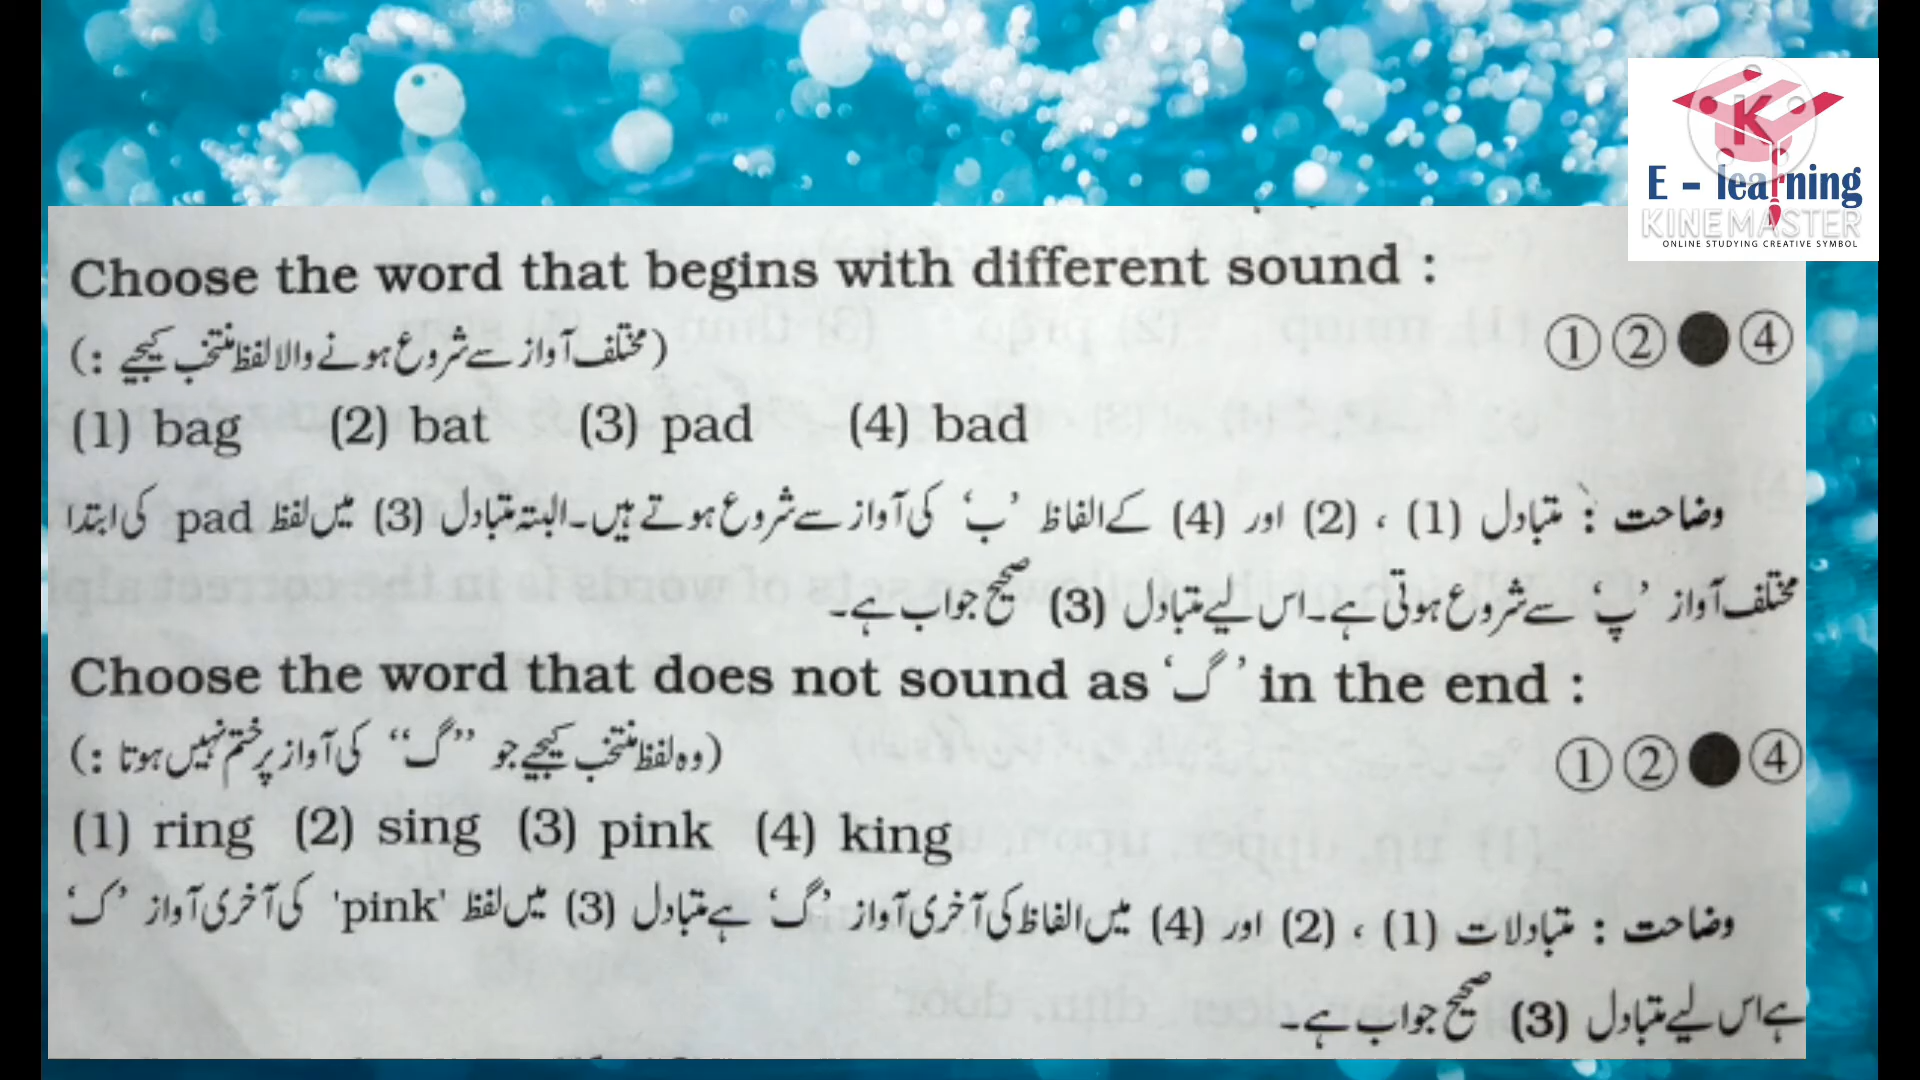 K
E - learning
KINEMASTER
ONLINE STUDYING CREATIVE SYMBOL
Choose the word that begins with different sound :
(مختلف آواز سے شروع ہونے والا لفظ منتخب کیجیے :) ① ② ● ④
(1) bag (2) bat (3) pad (4) bad
وضاحت : متبادل (1) ، (2) اور (4) کے الفاظ ’ب‘ کی آواز سے شروع ہوتے ہیں۔ البتہ متبادل (3) میں لفظ pad کی ابتدا
مختلف آواز ’پ‘ سے شروع ہوتی ہے۔ اس لیے متبادل (3) صحیح جواب ہے۔
Choose the word that does not sound as ’گ‘ in the end :
(وہ لفظ منتخب کیجیے جو ”گ“ کی آواز پر ختم نہیں ہوتا :) ① ② ● ④
(1) ring (2) sing (3) pink (4) king
وضاحت : متبادلات (1) ، (2) اور (4) میں الفاظ کی آخری آواز ’گ‘ ہے متبادل (3) میں لفظ 'pink' کی آخری آواز ’ک‘
ہے اس لیے متبادل (3) صحیح جواب ہے۔